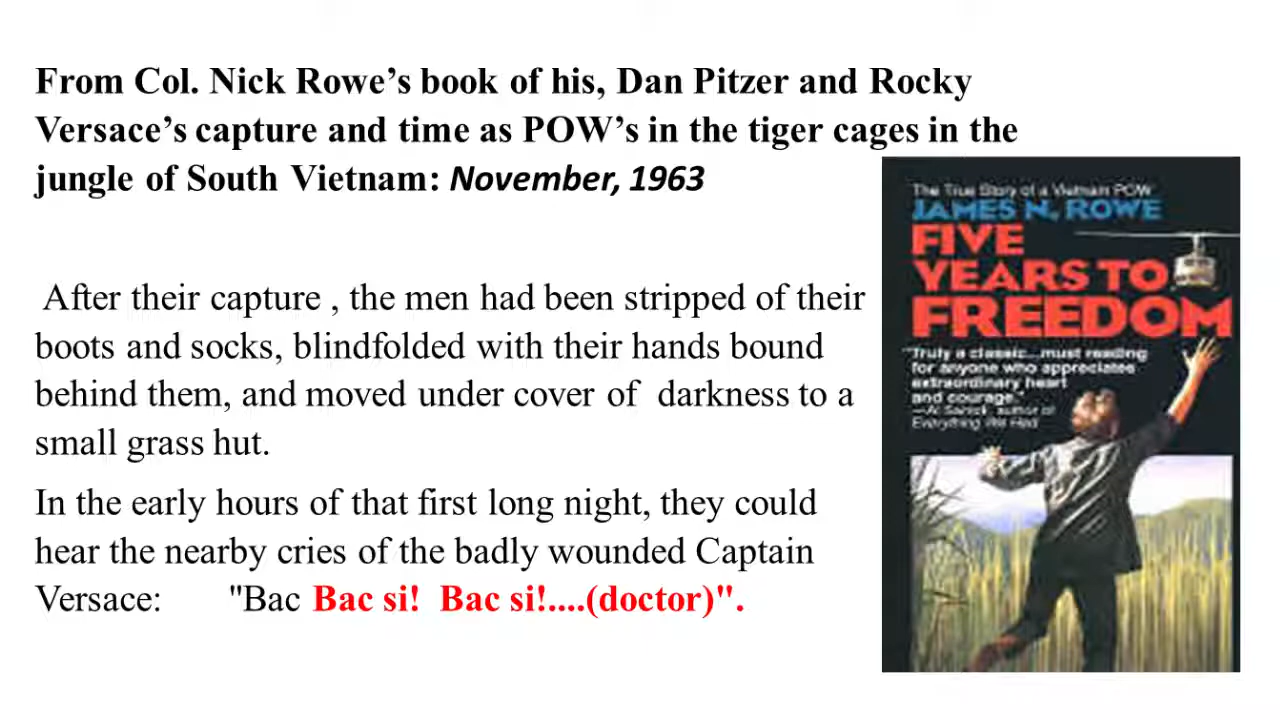 From Col. Nick Rowe’s book of his, Dan Pitzer and Rocky
Versace’s capture and time as POW’s in the tiger cages in the
jungle of South Vietnam: November, 1963
After their capture , the men had been stripped of their
boots and socks, blindfolded with their hands bound
behind them, and moved under cover of  darkness to a
small grass hut.
In the early hours of that first long night, they could
hear the nearby cries of the badly wounded Captain
Versace: "Bac Bac si!  Bac si!....(doctor)".
The True Story of a Vietnam POW
JAMES N. ROWE
FIVE
YEARS TO
FREEDOM
"Truly a classic...must reading
for anyone who appreciates
extraordinary heart
and courage."
author of
Everything We Had